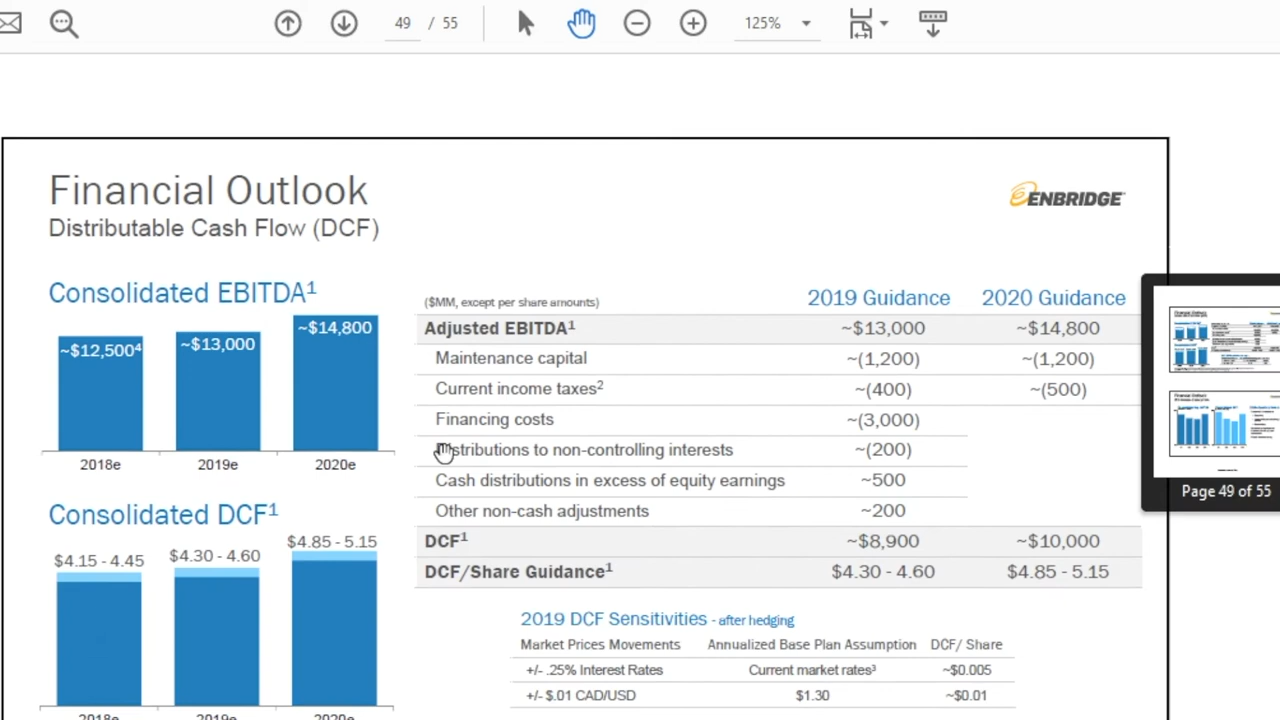 49 / 55
125%
Financial Outlook
Distributable Cash Flow (DCF)
ENBRIDGE
Consolidated EBITDA¹
~$12,500⁴ ~$13,000 ~$14,800
2018e 2019e 2020e
Consolidated DCF¹
$4.15 - 4.45 $4.30 - 4.60 $4.85 - 5.15
2018e 2019e 2020e
($MM, except per share amounts) 2019 Guidance 2020 Guidance
Adjusted EBITDA¹ ~$13,000 ~$14,800
Maintenance capital ~(1,200) ~(1,200)
Current income taxes² ~(400) ~(500)
Financing costs ~(3,000)
Distributions to non-controlling interests ~(200)
Cash distributions in excess of equity earnings ~500
Other non-cash adjustments ~200
DCF¹ ~$8,900 ~$10,000
DCF/Share Guidance¹ $4.30 - 4.60 $4.85 - 5.15
2019 DCF Sensitivities - after hedging
Market Prices Movements Annualized Base Plan Assumption DCF/ Share
+/- .25% Interest Rates Current market rates³ ~$0.005
+/- $.01 CAD/USD $1.30 ~$0.01
Page 49 of 55